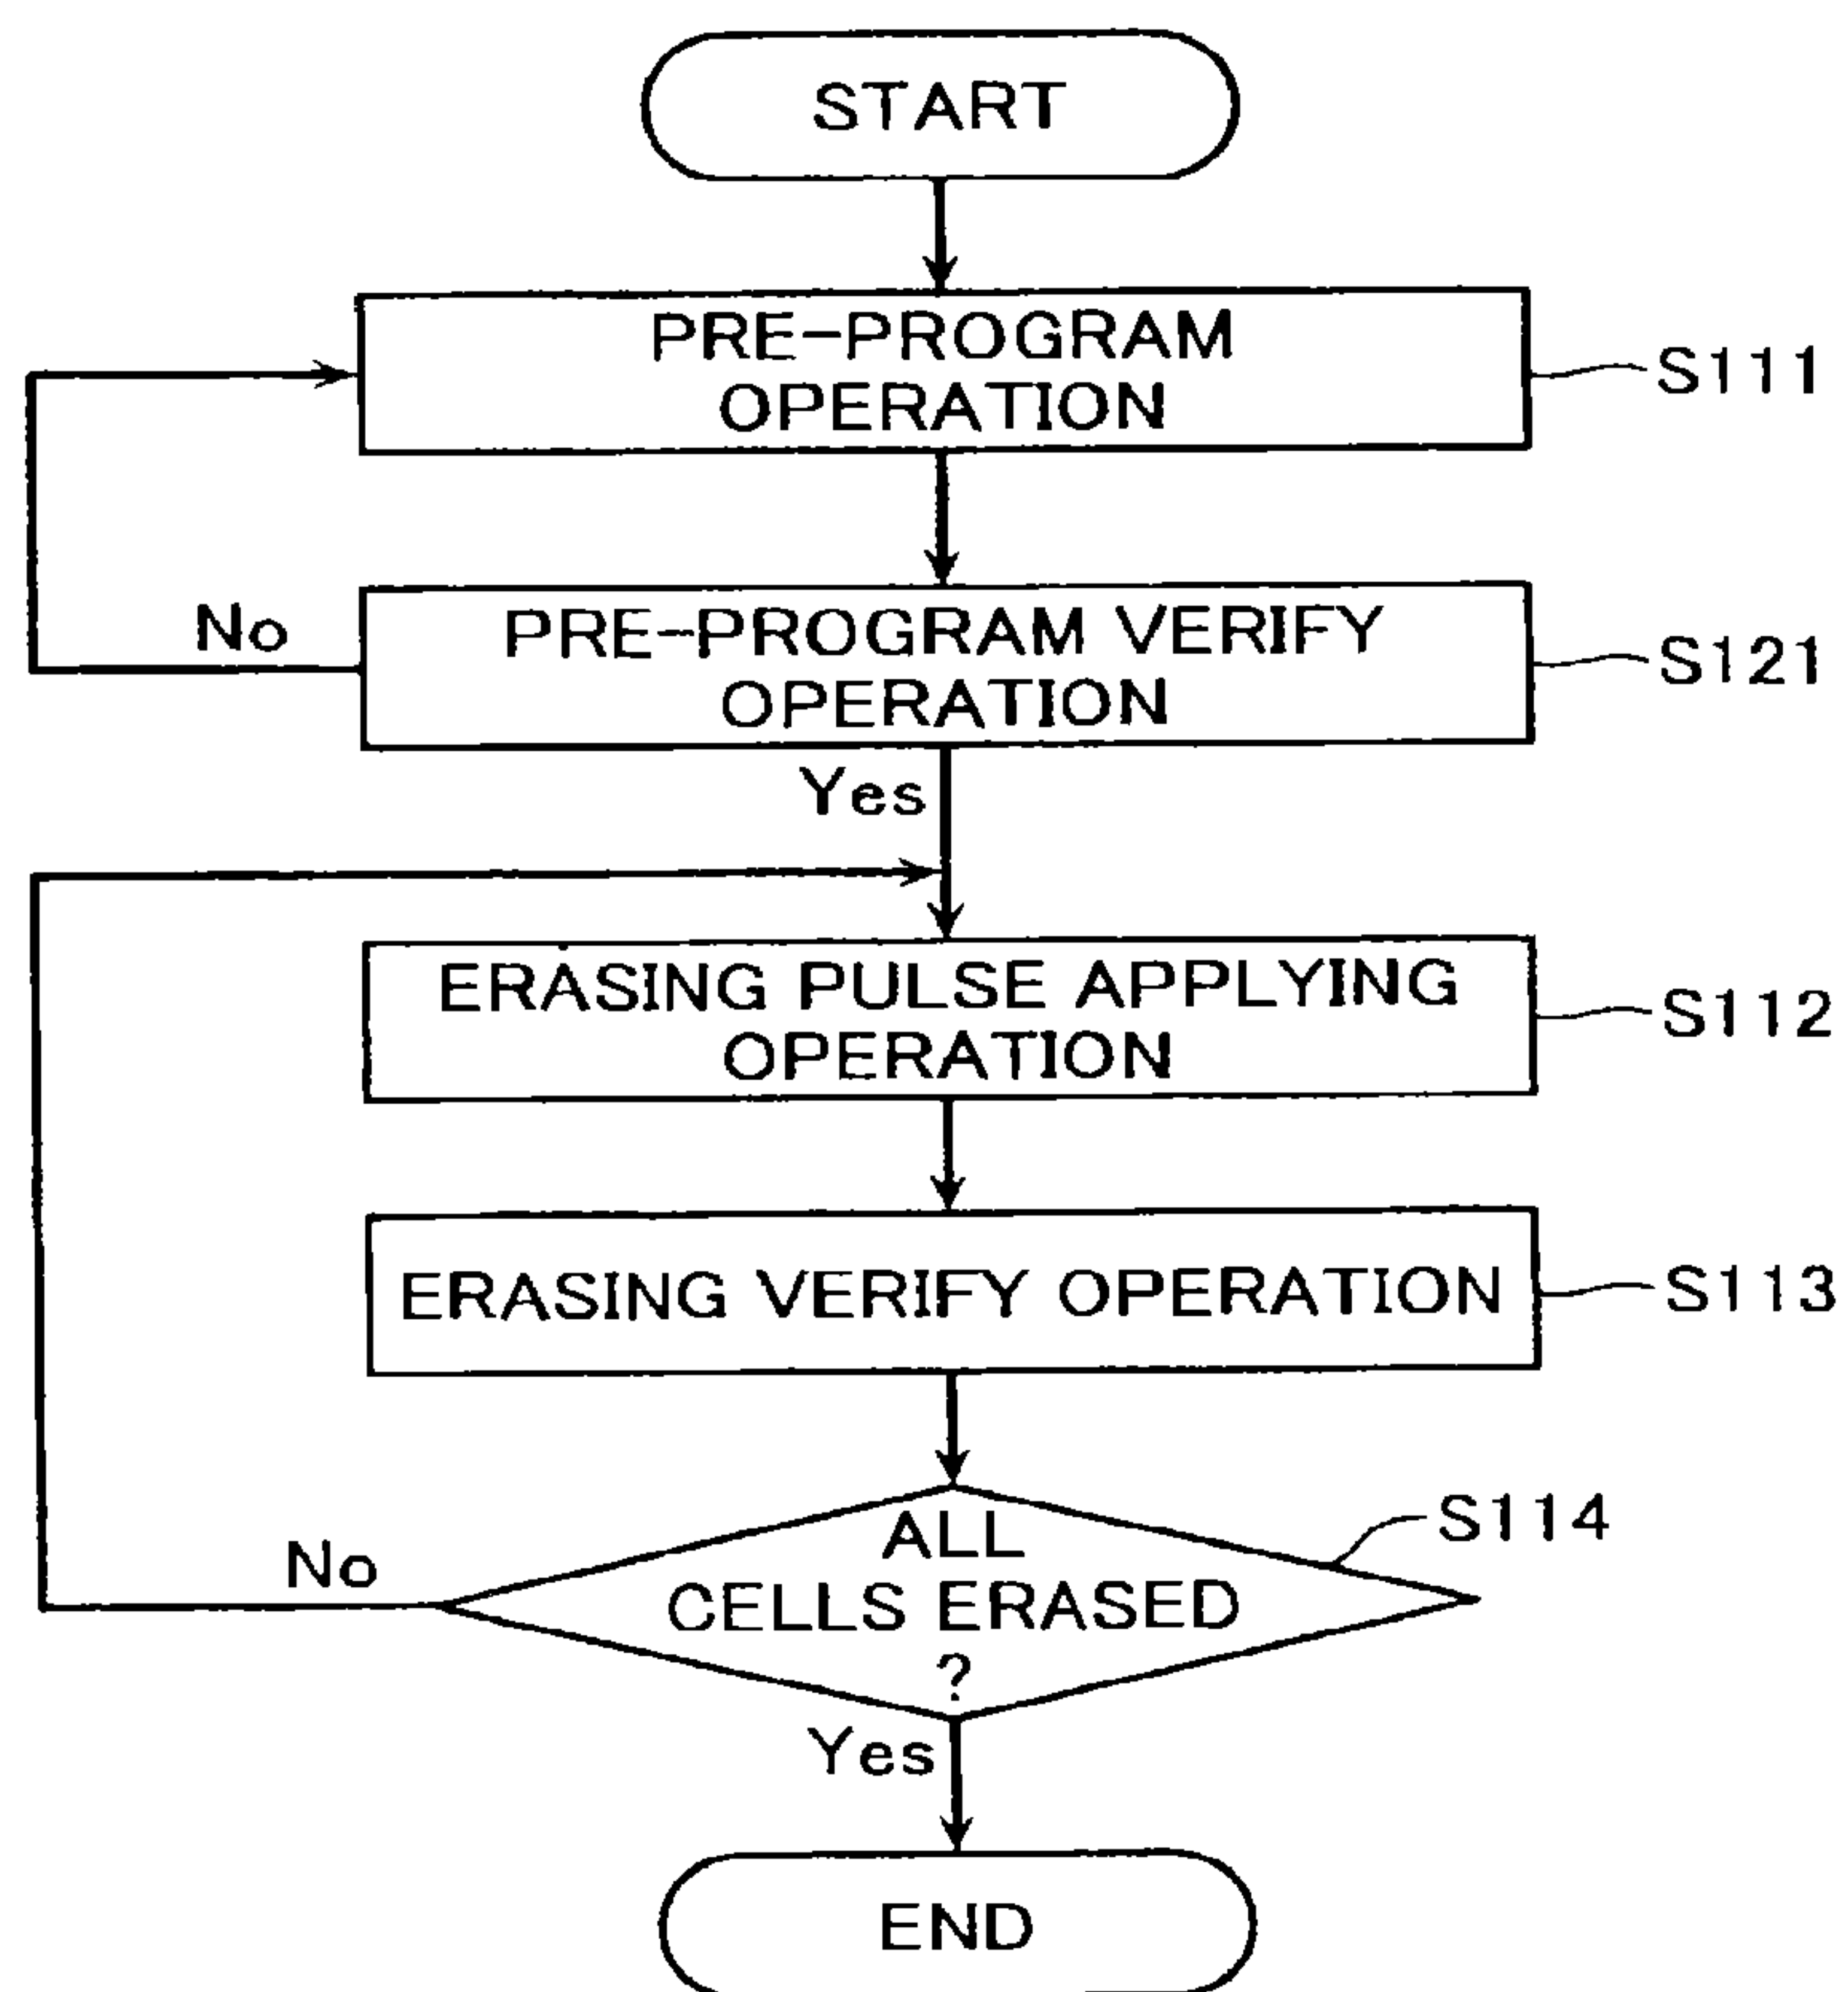 START
PRE-PROGRAM
OPERATION
S111
No
PRE-PROGRAM VERIFY
OPERATION
S121
Yes
ERASING PULSE APPLYING
OPERATION
S112
ERASING VERIFY OPERATION
S113
ALL
CELLS ERASED
?
S114
No
Yes
END